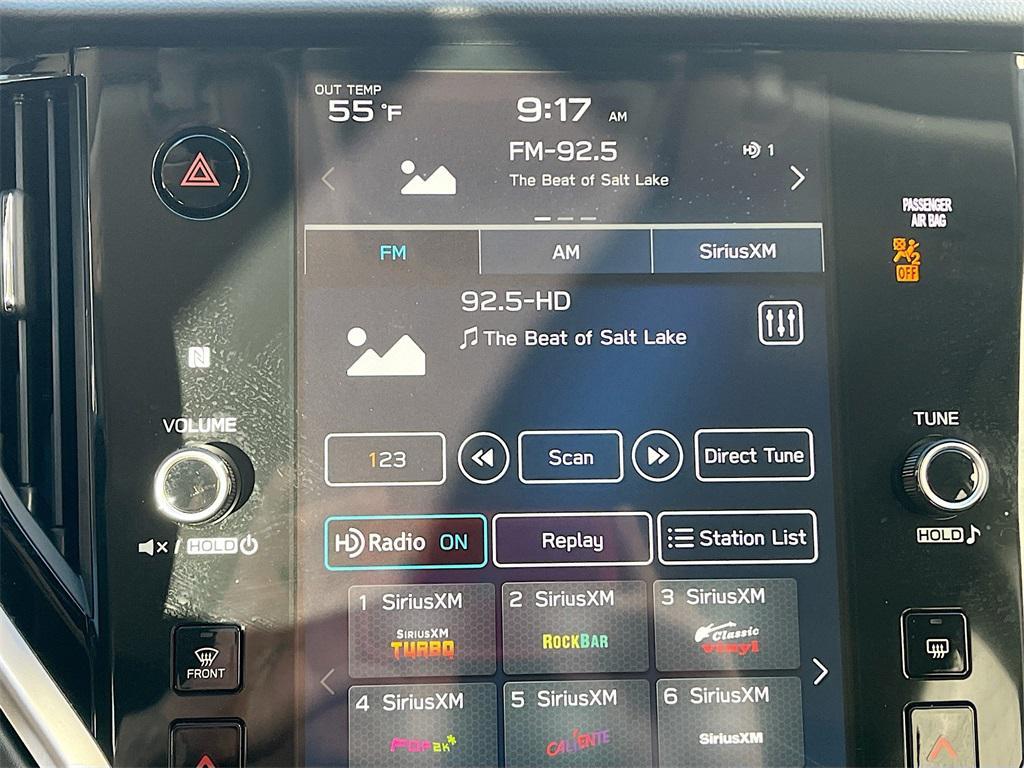 OUT TEMP
55 °F
9:17 AM
FM-92.5
HD 1
The Beat of Salt Lake
PASSENGER
AIR BAG
2
OFF
FM
AM
SiriusXM
92.5-HD
The Beat of Salt Lake
N
VOLUME
TUNE
123
Scan
Direct Tune
HD Radio ON
Replay
Station List
HOLD
HOLD
1 SiriusXM
2 SiriusXM
3 SiriusXM
SiriusXM
TURBO
ROCKBAR
Classic
vinyl
FRONT
4 SiriusXM
5 SiriusXM
6 SiriusXM
POP2K
CALIENTE
SiriusXM